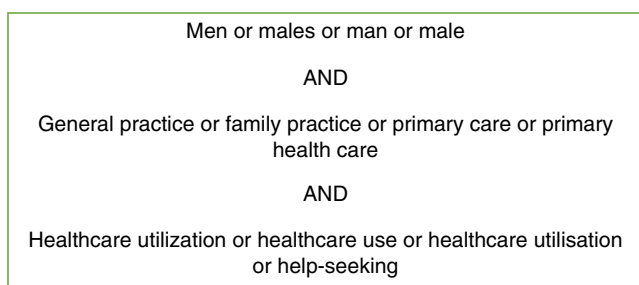 Men or males or man or male
AND
General practice or family practice or primary care or primary
health care
AND
Healthcare utilization or healthcare use or healthcare utilisation
or help-seeking